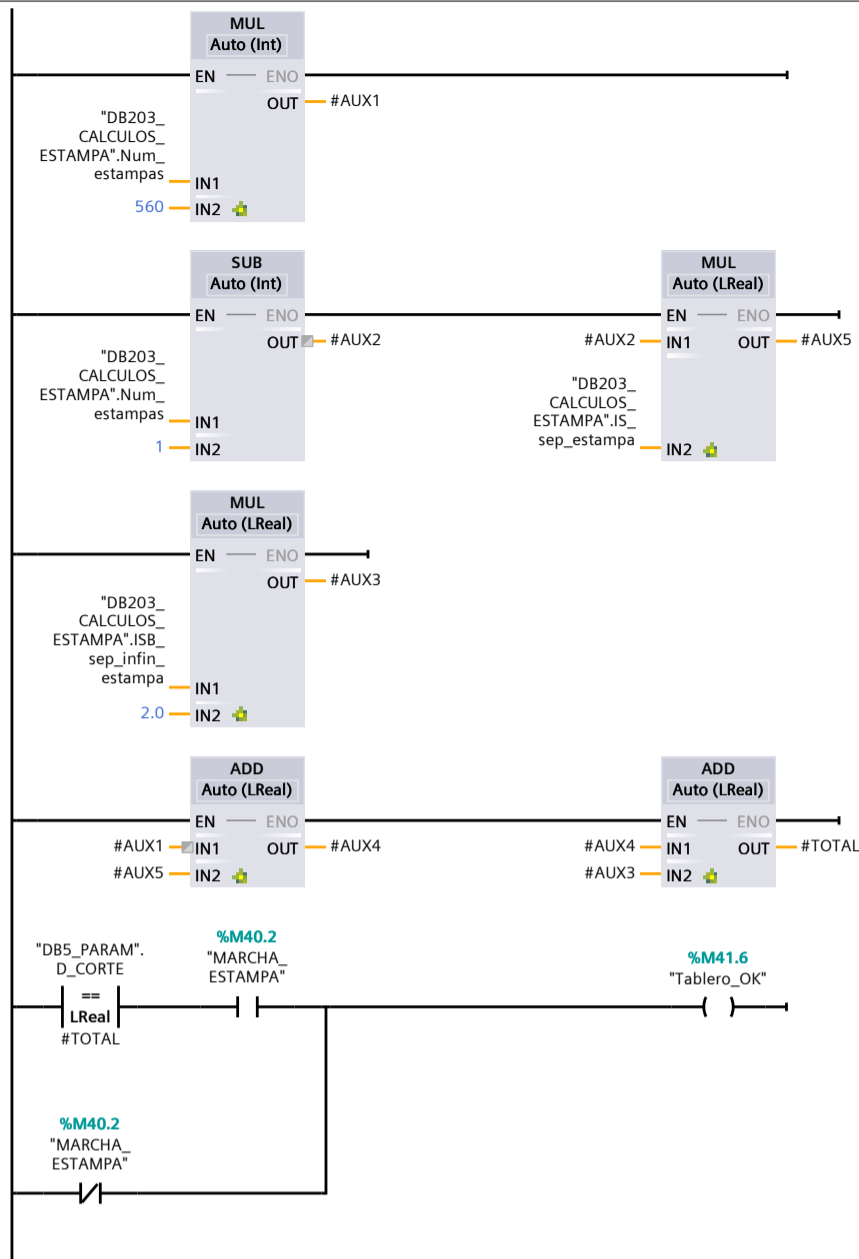 MUL
Auto (Int)
EN ENO
OUT #AUX1
"DB203_
CALCULOS_
ESTAMPA".Num_
estampas
IN1
560 IN2
SUB
Auto (Int)
EN ENO
OUT #AUX2
"DB203_
CALCULOS_
ESTAMPA".Num_
estampas
IN1
1 IN2
MUL
Auto (LReal)
EN ENO
#AUX2 IN1 OUT #AUX5
"DB203_
CALCULOS_
ESTAMPA".IS_
sep_estampa
IN2
MUL
Auto (LReal)
EN ENO
OUT #AUX3
"DB203_
CALCULOS_
ESTAMPA".ISB_
sep_infin_
estampa
IN1
2.0 IN2
ADD
Auto (LReal)
EN ENO
#AUX1 IN1 OUT #AUX4
#AUX5 IN2
ADD
Auto (LReal)
EN ENO
#AUX4 IN1 OUT #TOTAL
#AUX3 IN2
"DB5_PARAM".
D_CORTE
==
LReal
#TOTAL
%M40.2
"MARCHA_
ESTAMPA"
%M41.6
"Tablero_OK"
%M40.2
"MARCHA_
ESTAMPA"